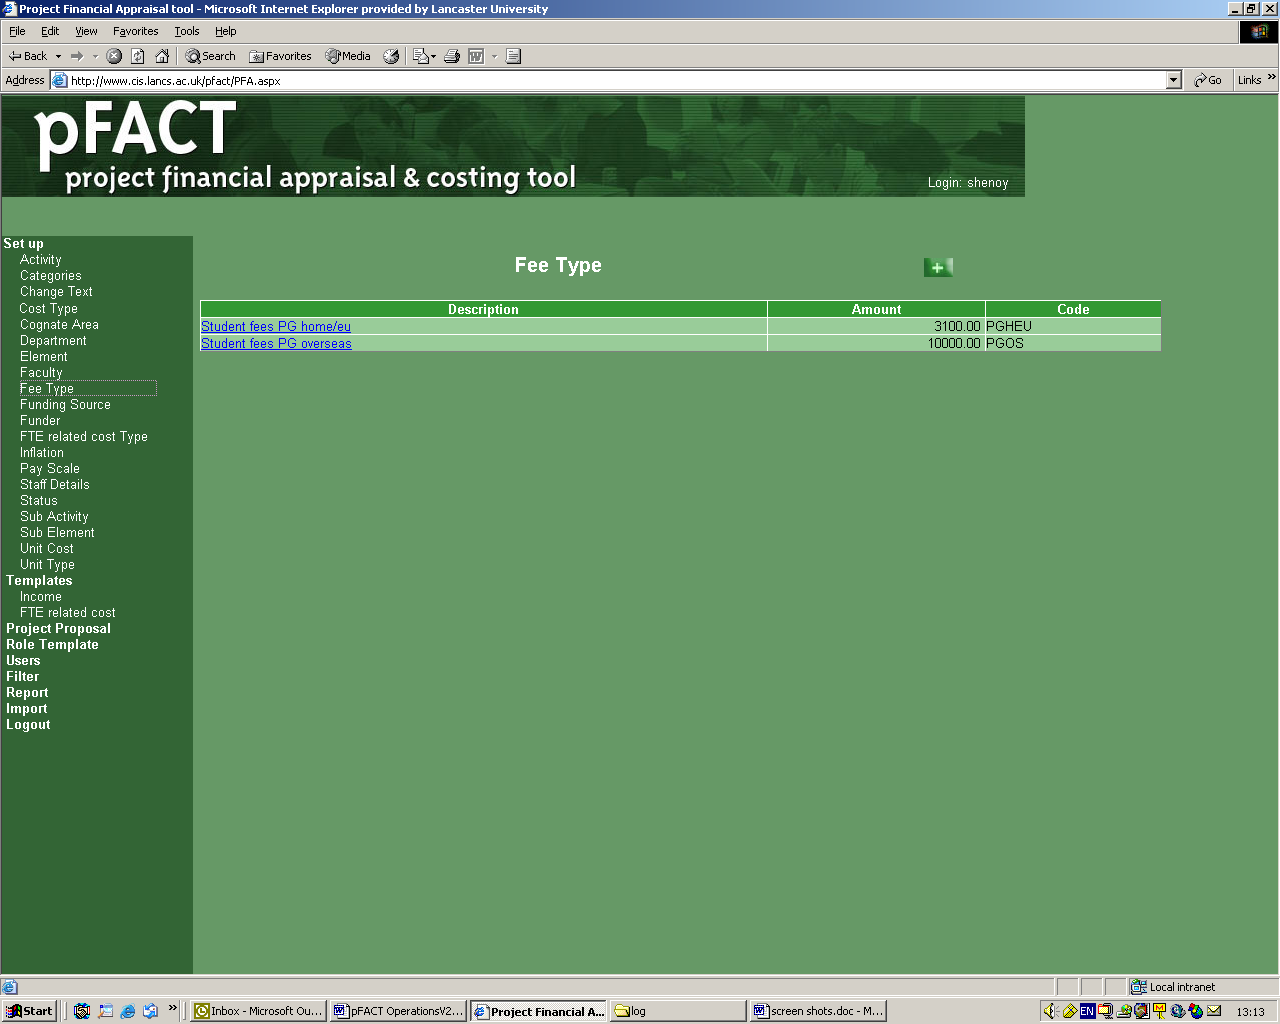 Project Financial Appraisal tool - Microsoft Internet Explorer provided by Lancaster University
File Edit View Favorites Tools Help
Back Search Favorites Media
Address http://www.cis.lancs.ac.uk/pfact/PFA.aspx Go Links »
pFACT
project financial appraisal & costing tool
Login: shenoy
Set up
Activity
Categories
Change Text
Cost Type
Cognate Area
Department
Element
Faculty
Fee Type
Funding Source
Funder
FTE related cost Type
Inflation
Pay Scale
Staff Details
Status
Sub Activity
Sub Element
Unit Cost
Unit Type
Templates
Income
FTE related cost
Project Proposal
Role Template
Users
Filter
Report
Import
Logout
Fee Type
Description Amount Code
Student fees PG home/eu 3100.00 PGHEU
Student fees PG overseas 10000.00 PGOS
Local intranet
Start » Inbox - Microsoft Ou... pFACT OperationsV2... Project Financial A... log screen shots.doc - M... EN 13:13